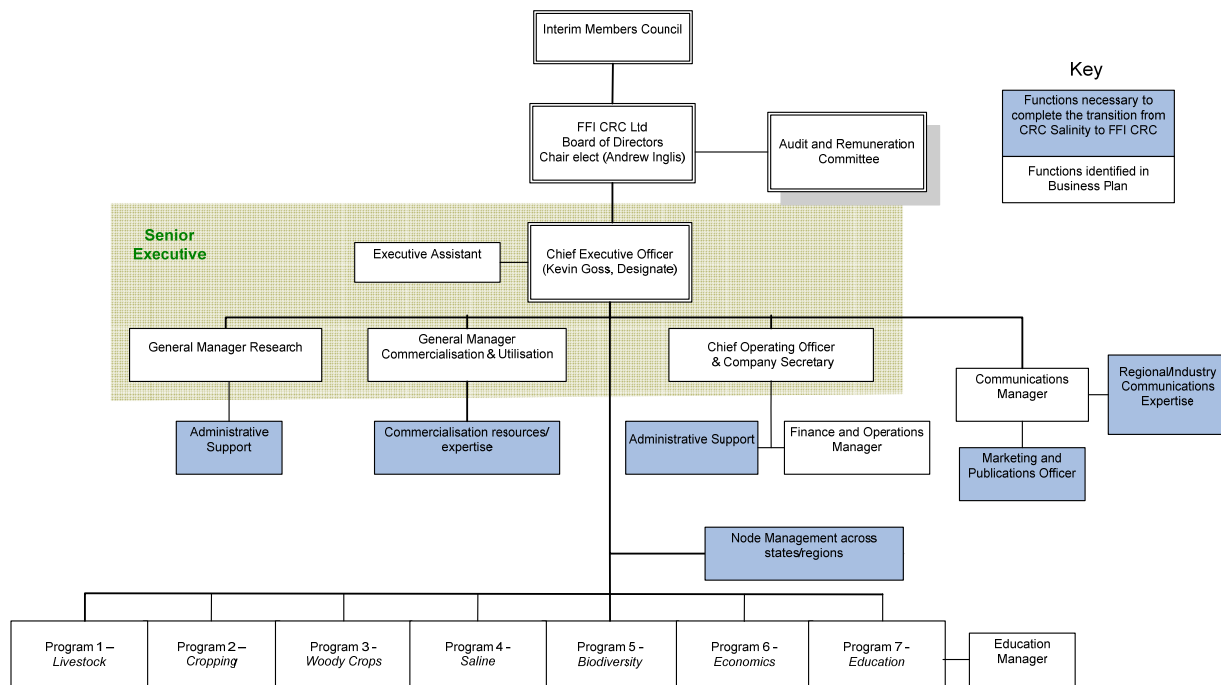 Interim Members Council
Key
Functions necessary to
complete the transition from
CRC Salinity to FFI CRC
Functions identified in
Business Plan
FFI CRC Ltd
Board of Directors
Chair elect (Andrew Inglis)
Audit and Remuneration
Committee
Senior
Executive
Executive Assistant
Chief Executive Officer
(Kevin Goss, Designate)
General Manager Research
General Manager
Commercialisation & Utilisation
Chief Operating Officer
& Company Secretary
Communications
Manager
Regional/Industry
Communications
Expertise
Administrative
Support
Commercialisation resources/
expertise
Administrative Support
Finance and Operations
Manager
Marketing and
Publications Officer
Node Management across
states/regions
Program 1 –
Livestock
Program 2 –
Cropping
Program 3 -
Woody Crops
Program 4 -
Saline
Program 5 -
Biodiversity
Program 6 -
Economics
Program 7 -
Education
Education
Manager